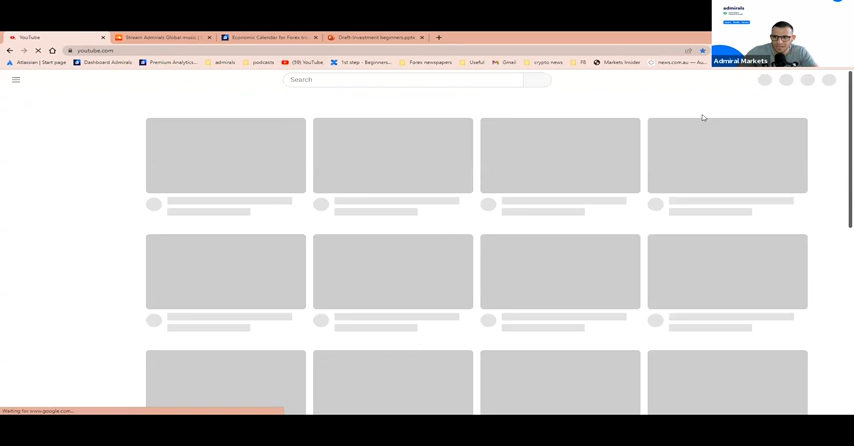 admirals
YouTube
Stream Admirals Global music |
Economic Calendar for Forex tra
Draft-Investment beginners.pptx
youtube.com
Atlassian | Start page
Dashboard Admirals
Premium Analytics...
admirals
podcasts
(59) YouTube
1st step - Beginners...
Forex newspapers
Useful
Gmail
crypto news
FB
Markets Insider
news.com.au — Au...
Admiral Markets
Search
Waiting for www.google.com...